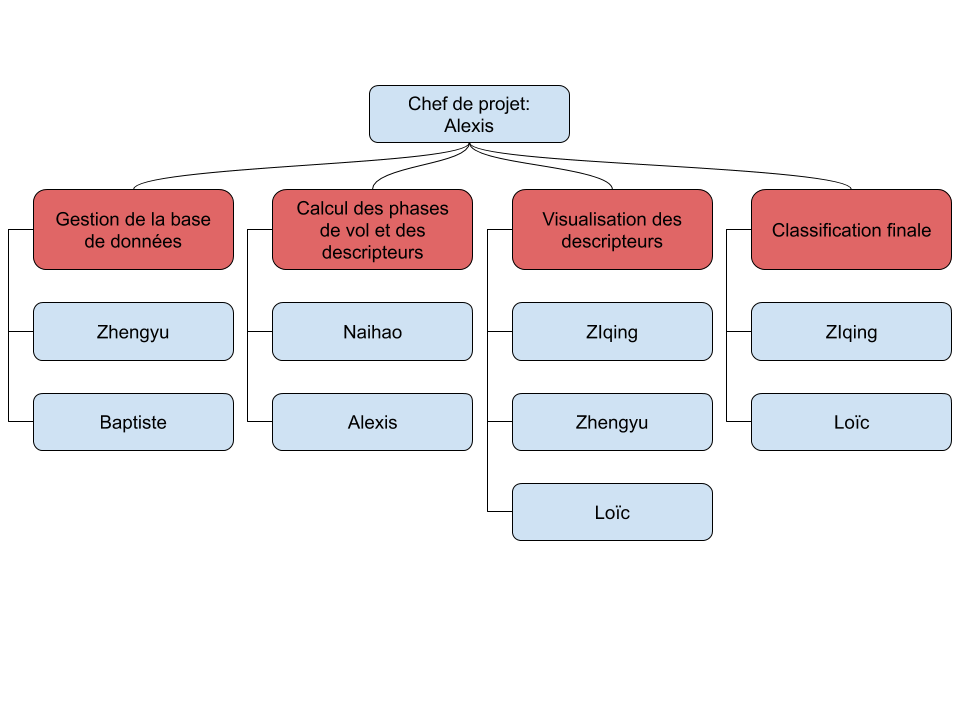 Chef de projet:
Alexis
Gestion de la base
de données
Calcul des phases
de vol et des
descripteurs
Visualisation des
descripteurs
Classification finale
Zhengyu
Naihao
ZIqing
ZIqing
Baptiste
Alexis
Zhengyu
Loïc
Loïc